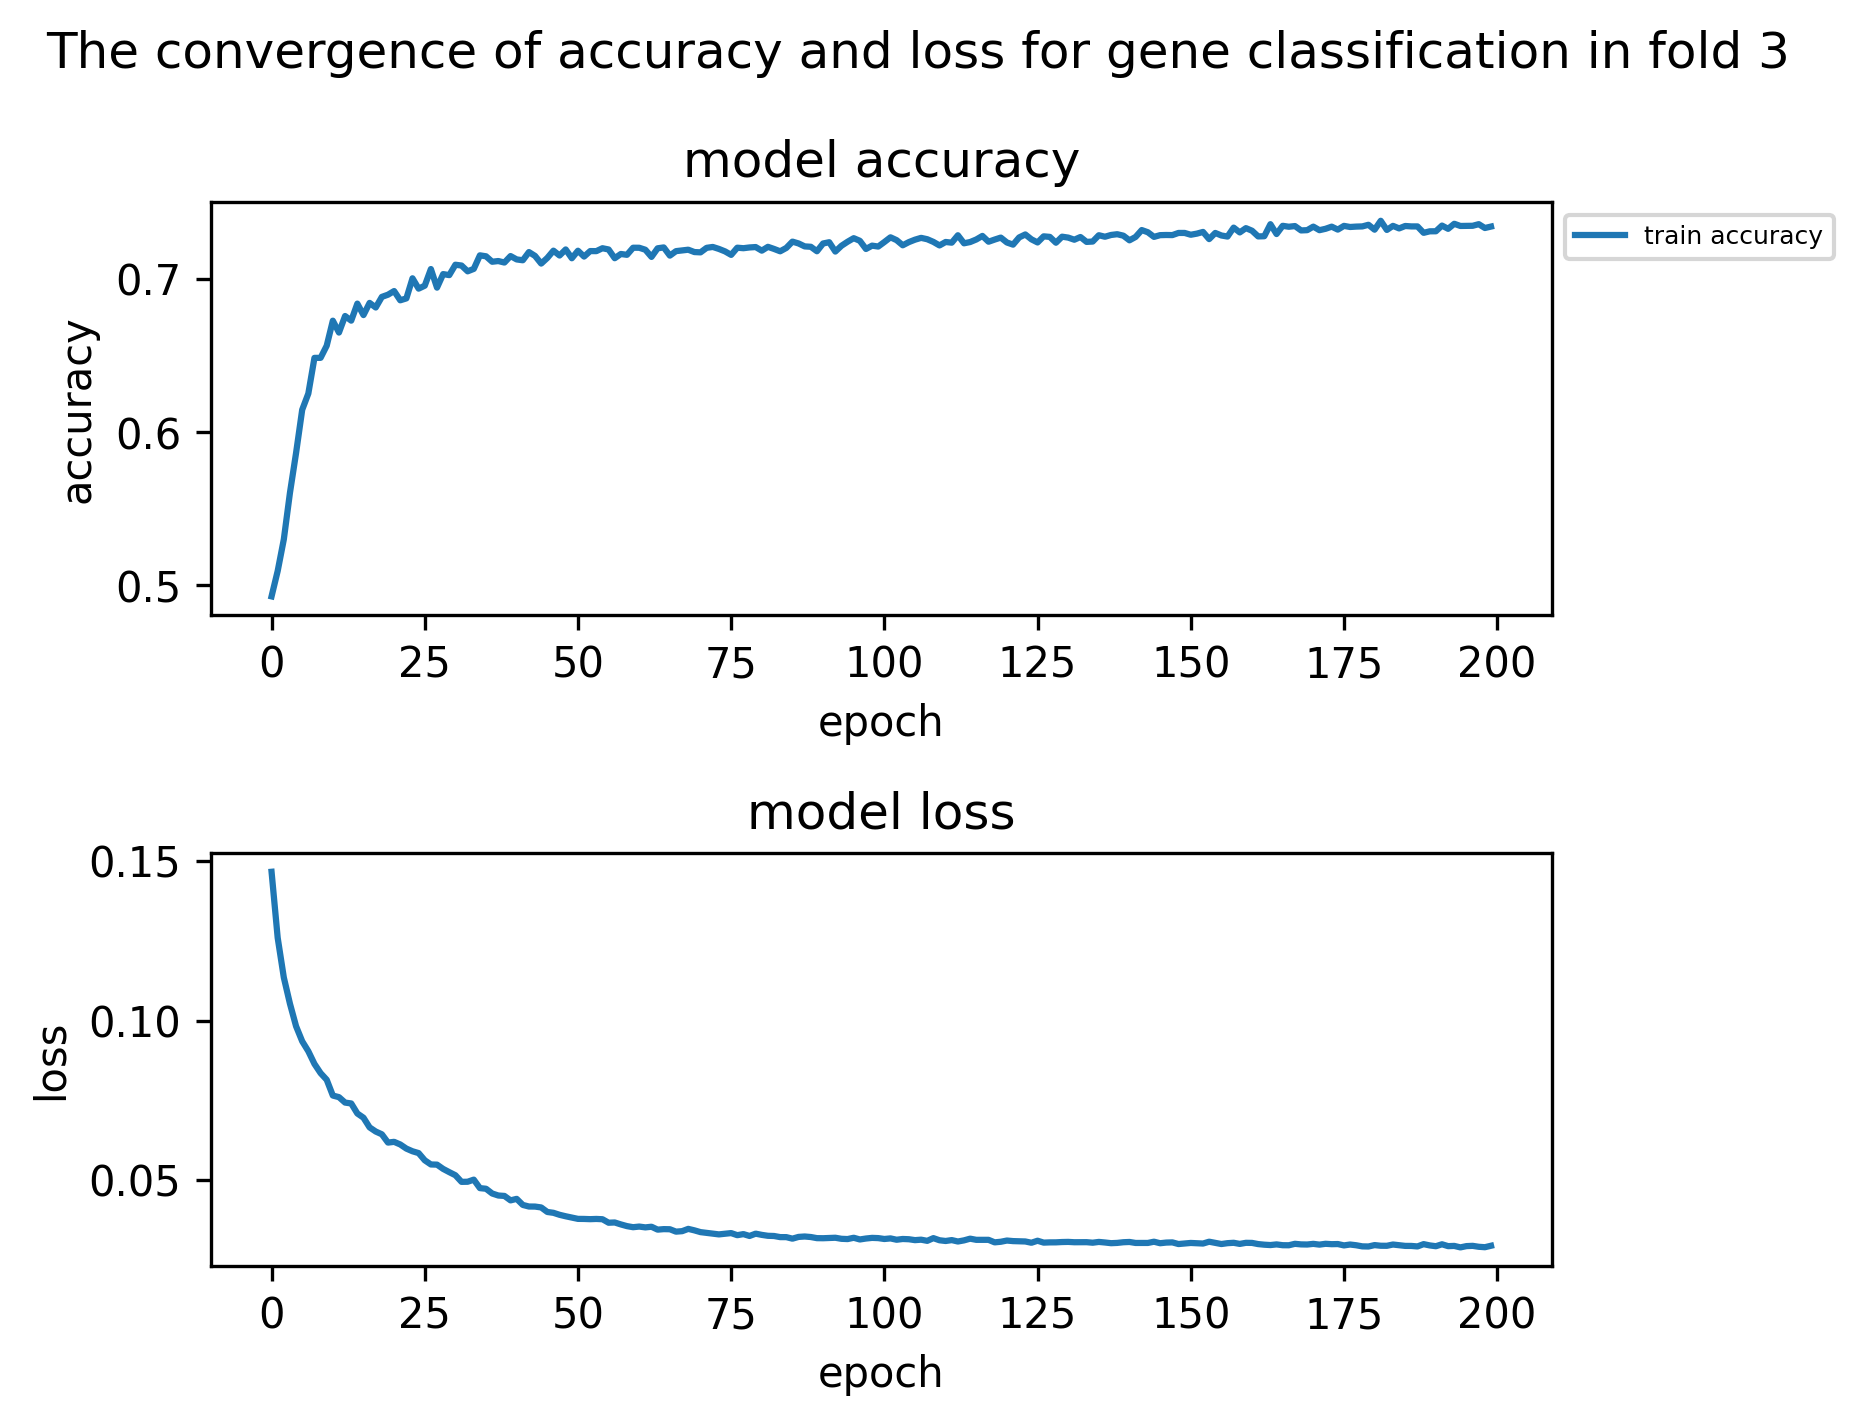 The convergence of accuracy and loss for gene classification in fold 3
model accuracy
train accuracy
accuracy
0.7
0.6
0.5
0 25 50 75 100 125 150 175 200
epoch
model loss
loss
0.15
0.10
0.05
0 25 50 75 100 125 150 175 200
epoch